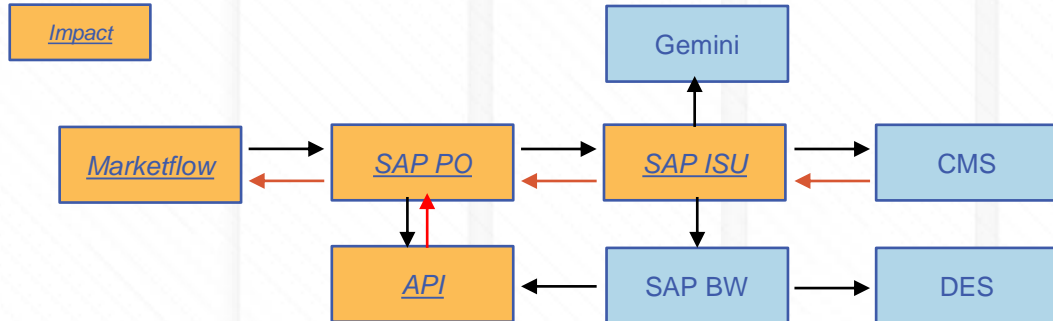 Impact
Gemini
Marketflow
SAP PO
SAP ISU
CMS
API
SAP BW
DES